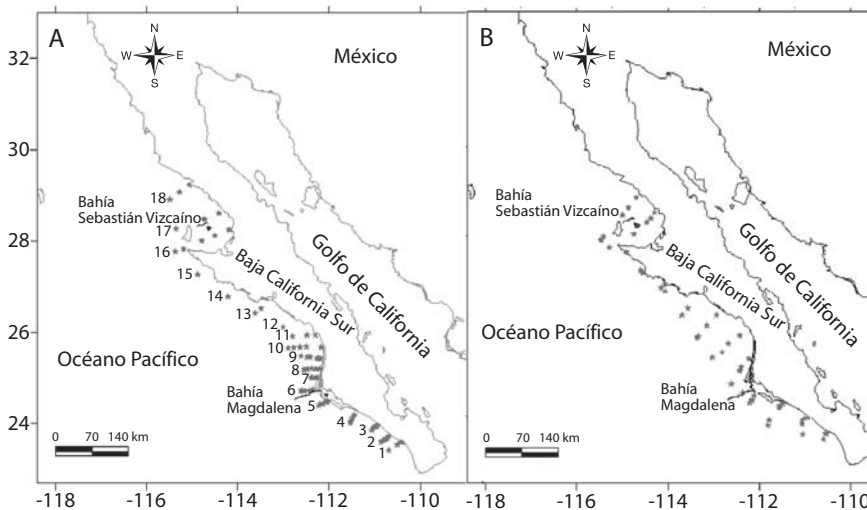 A
N
W E
S
México
32
30
28
26
24
Bahía
Sebastián Vizcaíno
18
17
16
15
14
13
12
11
10
9
8
7
6
5
4
3
2
1
Baja California Sur
Golfo de California
Océano Pacífico
Bahía
Magdalena
0 70 140 km
-118 -116 -114 -112 -110
B
N
W E
S
México
Bahía
Sebastián Vizcaíno
Baja California Sur
Golfo de California
Océano Pacífico
Bahía
Magdalena
0 70 140 km
-118 -116 -114 -112 -110